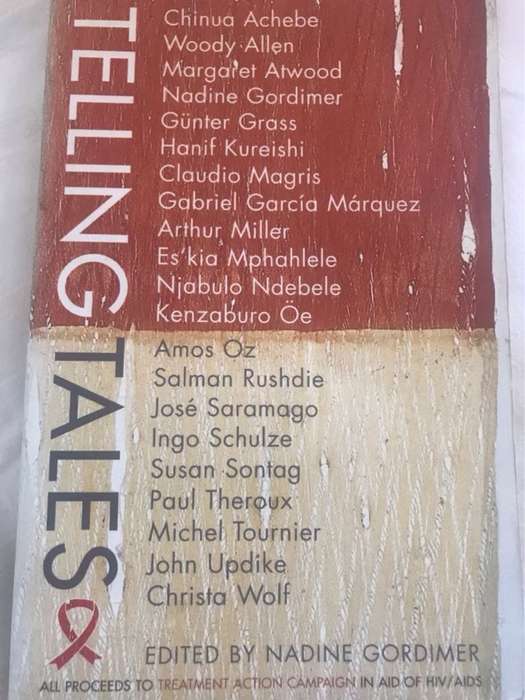 TELLING TALES
Chinua Achebe
Woody Allen
Margaret Atwood
Nadine Gordimer
Günter Grass
Hanif Kureishi
Claudio Magris
Gabriel García Márquez
Arthur Miller
Es'kia Mphahlele
Njabulo Ndebele
Kenzaburo Öe
Amos Oz
Salman Rushdie
José Saramago
Ingo Schulze
Susan Sontag
Paul Theroux
Michel Tournier
John Updike
Christa Wolf
EDITED BY NADINE GORDIMER
ALL PROCEEDS TO TREATMENT ACTION CAMPAIGN IN AID OF HIV/AIDS